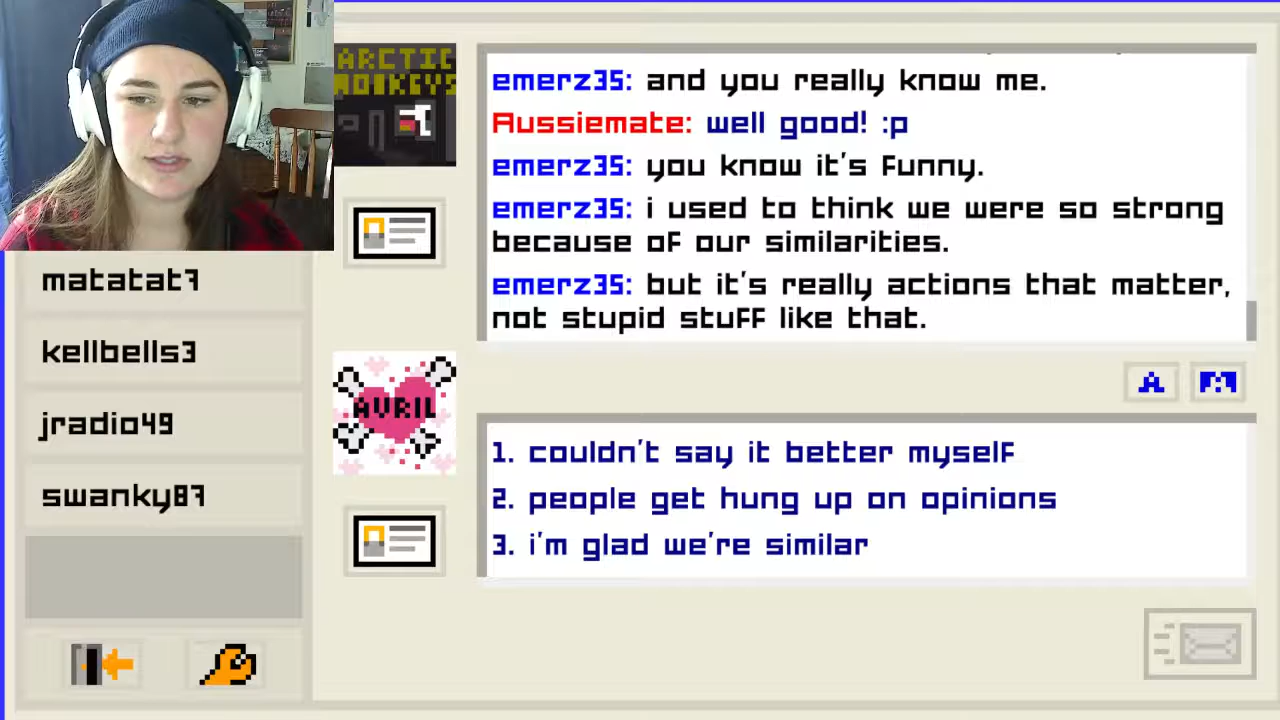 ARCTIC
MONKEYS
emerz35: and you really know me.
Aussiemate: well good! :p
emerz35: you know it's funny.
emerz35: i used to think we were so strong
because of our similarities.
emerz35: but it's really actions that matter,
not stupid stuff like that.
matatat7
kellbells3
jradio49
swanky87
AVRIL
A
1. couldn't say it better myself
2. people get hung up on opinions
3. i'm glad we're similar